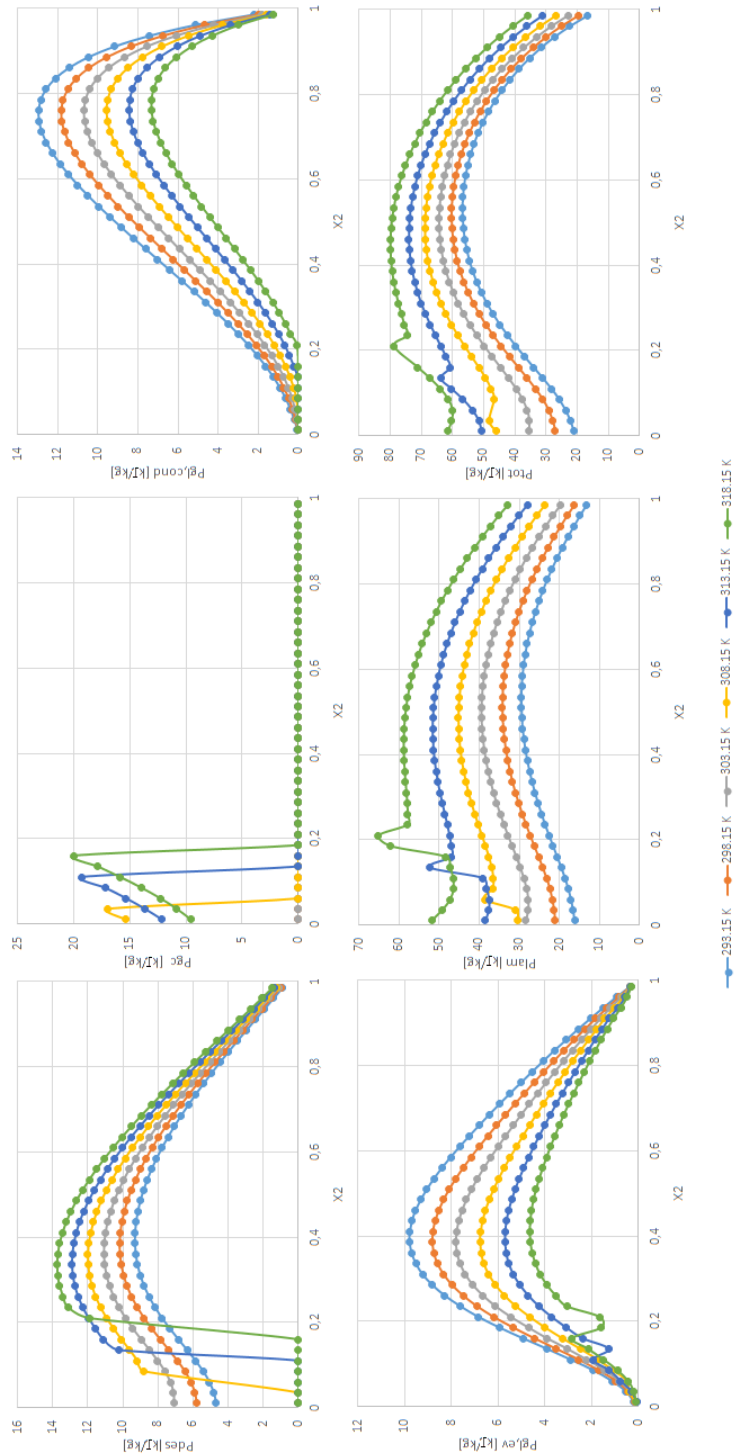 Pdes [kJ/kg]
14
12
10
8
6
4
2
0
0 0,2 0,4 0,6 0,8 1
X2
Pgc [kJ/kg]
25
20
15
10
5
0
0 0,2 0,4 0,6 0,8 1
X2
Pg,cond [kJ/kg]
14
12
10
8
6
4
2
0
0 0,2 0,4 0,6 0,8 1
X2
Pgl,ev [kJ/kg]
12
10
8
6
4
2
0
0 0,2 0,4 0,6 0,8 1
X2
Plam [kJ/kg]
70
60
50
40
30
20
10
0
0 0,2 0,4 0,6 0,8 1
X2
Ptot [kJ/kg]
90
80
70
60
50
40
30
20
10
0
0 0,2 0,4 0,6 0,8 1
X2
293.15 K 298.15 K 303.15 K 308.15 K 313.15 K 318.15 K